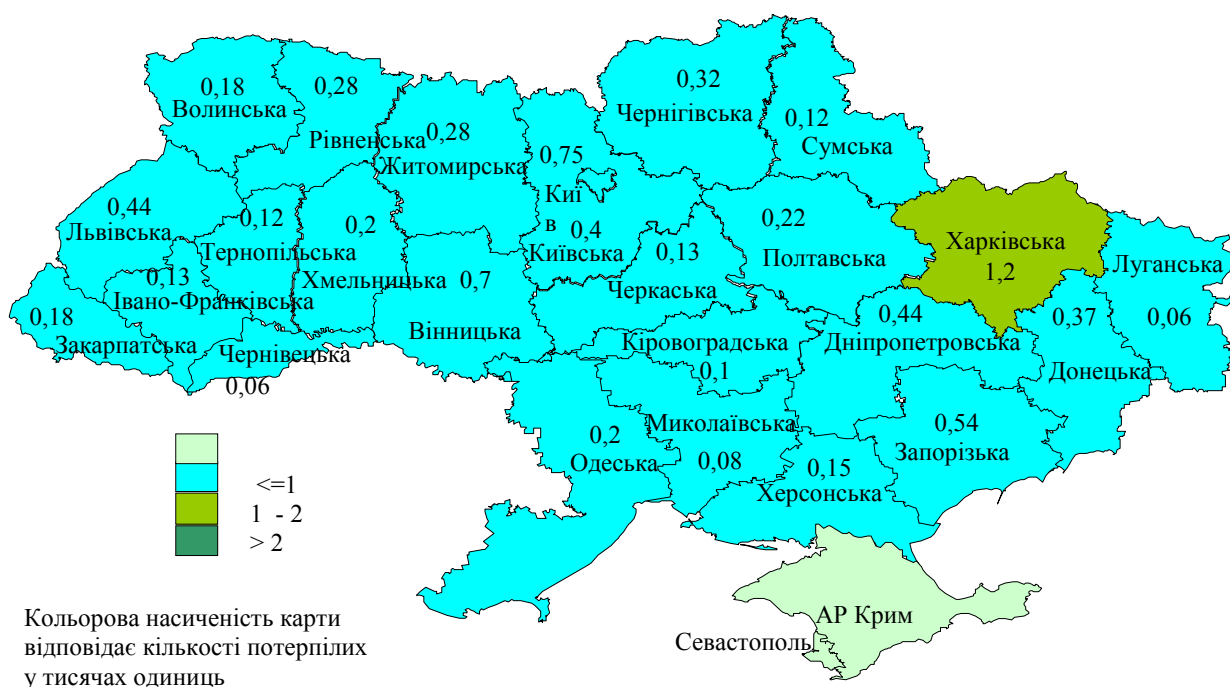 0,18
Волинська
0,28
Рівненська
0,28
Житомирська
0,75
Киї
в
0,4
Київська
0,32
Чернігівська
0,12
Сумська
0,44
Львівська
0,12
Тернопільська
0,2
Хмельницька
0,13
Івано-Франківська
0,18
Закарпатська
Чернівецька
0,06
0,7
Вінницька
0,13
Черкаська
0,22
Полтавська
Харківська
1,2
Луганська
0,06
0,37
Донецька
0,44
Дніпропетровська
Кіровоградська
0,1
Миколаївська
0,08
0,2
Одеська
0,15
Херсонська
0,54
Запорізька
АР Крим
Севастополь
<=1
1 - 2
> 2
Кольорова насиченість карти
відповідає кількості потерпілих
у тисячах одиниць